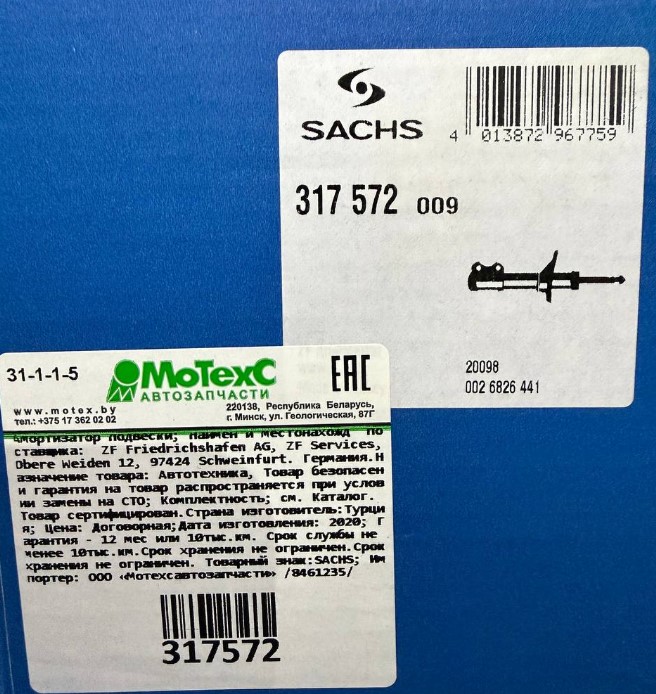 SACHS
4 013872 967759
317 572 009
20098
002 6826 441
31-1-1-5
МоТехС
АВТОЗАПЧАСТИ
EAC
www.motex.by
тел.: +375 17 362 02 02
220138, Республика Беларусь,
г. Минск, ул. Геологическая, 87Г
Амортизатор подвески; Наимен и местонахожд по
ставщика: ZF Friedrichshafen AG, ZF Services,
Obere Weiden 12, 97424 Schweinfurt. Германия.Н
азначение товара: Автотехника, Товар безопасен
и гарантия на товар распространяется при услов
ии замены на СТО; Комплектность; см. Каталог.
Товар сертифицирован.Страна изготовитель:Турци
я; Цена: Договорная;Дата изготовления: 2020; Г
арантия - 12 мес или 10тыс.км. Срок службы не
менее 10тыс.км.Срок хранения не ограничен.Срок
хранения не ограничен. Товарный знак:SACHS; Им
портер: ООО «Мотехсавтозапчасти» /8461235/
317572